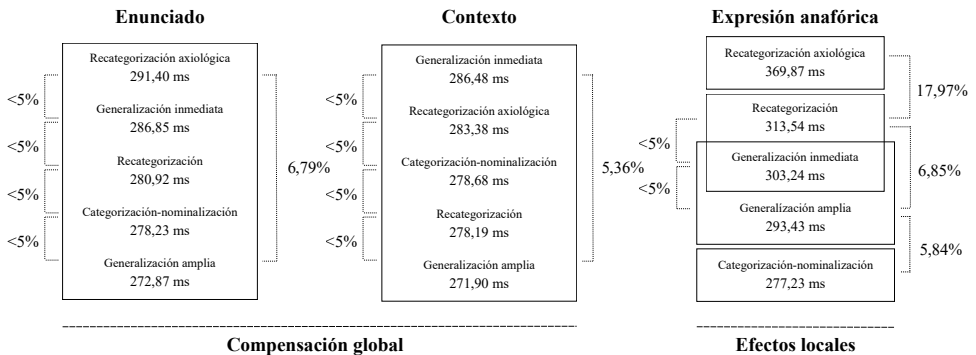 Enunciado
<5%
<5%
<5%
<5%
Recategorización axiológica
291,40 ms
Generalización inmediata
286,85 ms
Recategorización
280,92 ms
Categorización-nominalización
278,23 ms
Generalización amplia
272,87 ms
6,79%
Contexto
<5%
<5%
<5%
<5%
Generalización inmediata
286,48 ms
Recategorización axiológica
283,38 ms
Categorización-nominalización
278,68 ms
Recategorización
278,19 ms
Generalización amplia
271,90 ms
5,36%
Compensación global
Expresión anafórica
<5%
<5%
Recategorización axiológica
369,87 ms
Recategorización
313,54 ms
Generalización inmediata
303,24 ms
Generalización amplia
293,43 ms
Categorización-nominalización
277,23 ms
17,97%
6,85%
5,84%
Efectos locales